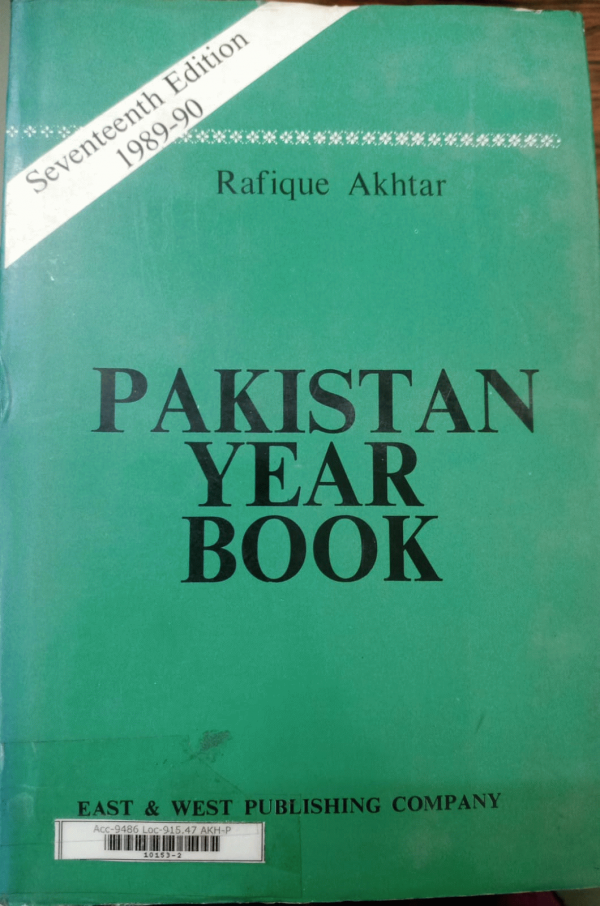 Seventeenth Edition
1989-90
Rafique Akhtar
PAKISTAN
YEAR
BOOK
EAST & WEST PUBLISHING COMPANY
Acc-9486 Loc-915.47 AKH-P
10153-2